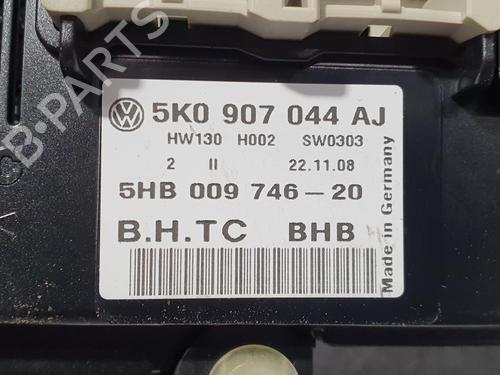 5K0 907 044 AJ
HW130 H002 SW0303
2 II 22.11.08
5HB 009 746-20
B.H.TC BHB
Made in Germany